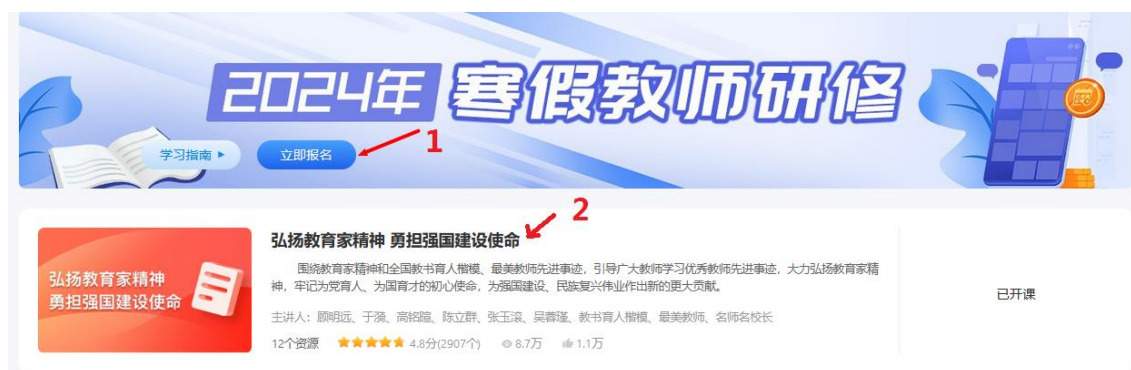 2024年 寒假教师研修
学习指南
立即报名
1
2
弘扬教育家精神
勇担强国建设使命
弘扬教育家精神 勇担强国建设使命
围绕教育家精神和全国教书育人楷模、最美教师先进事迹，引导广大教师学习优秀教师先进事迹，大力弘扬教育家精
神，牢记为党育人、为国育才的初心使命，为强国建设、民族复兴伟业作出新的更大贡献。
主讲人：顾明远、于漪、高铭暄、陈立群、张玉滚、吴蓉瑾、教书育人楷模、最美教师、名师名校长
12个资源 4.8分(2907个) 8.7万 1.1万
已开课